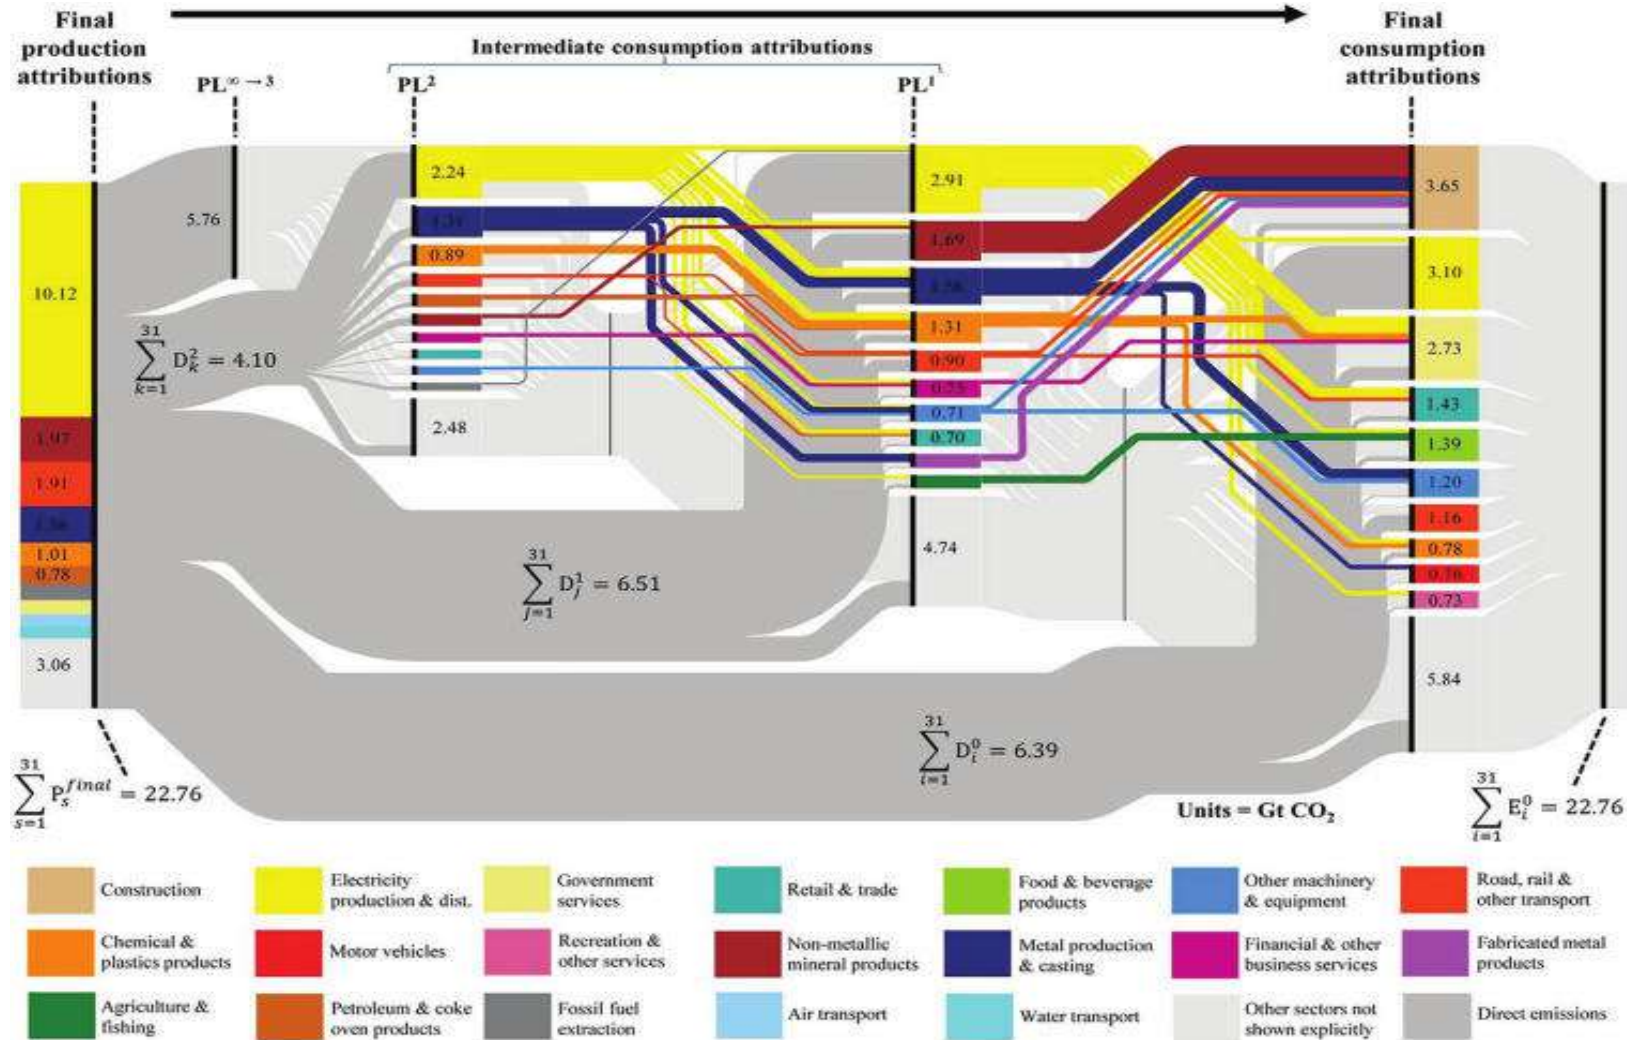 Final
production
attributions
Intermediate consumption attributions
Final
consumption
attributions
PL∞→3
PL2
PL1
10.12
1.97
1.91
1.01
0.78
3.06
5.76
2.24
0.89
2.48
2.91
1.69
1.31
0.90
0.71
0.70
4.74
3.65
3.10
2.73
1.43
1.39
1.20
1.16
0.78
0.76
0.73
5.84
31
∑ D²ₖ = 4.10
k=1
31
∑ D¹ⱼ = 6.51
j=1
31
∑ D⁰ᵢ = 6.39
i=1
31
∑ Pₛᶠⁱⁿᵃˡ = 22.76
s=1
31
∑ E⁰ᵢ = 22.76
i=1
Units = Gt CO₂
Construction
Electricity
production & dist.
Government
services
Retail & trade
Food & beverage
products
Other machinery
& equipment
Road, rail &
other transport
Chemical &
plastics products
Motor vehicles
Recreation &
other services
Non-metallic
mineral products
Metal production
& casting
Financial & other
business services
Fabricated metal
products
Agriculture &
fishing
Petroleum & coke
oven products
Fossil fuel
extraction
Air transport
Water transport
Other sectors not
shown explicitly
Direct emissions